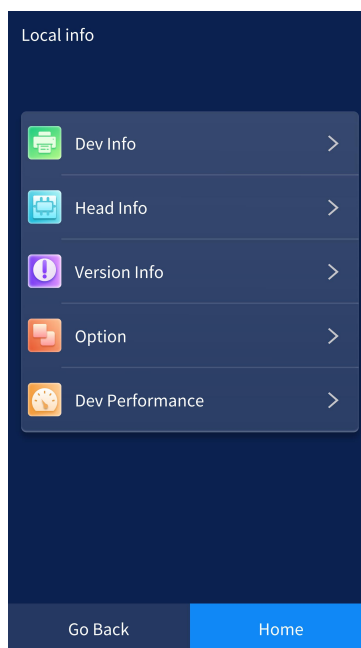 Local info
Dev Info
Head Info
Version Info
Option
Dev Performance
Go Back
Home